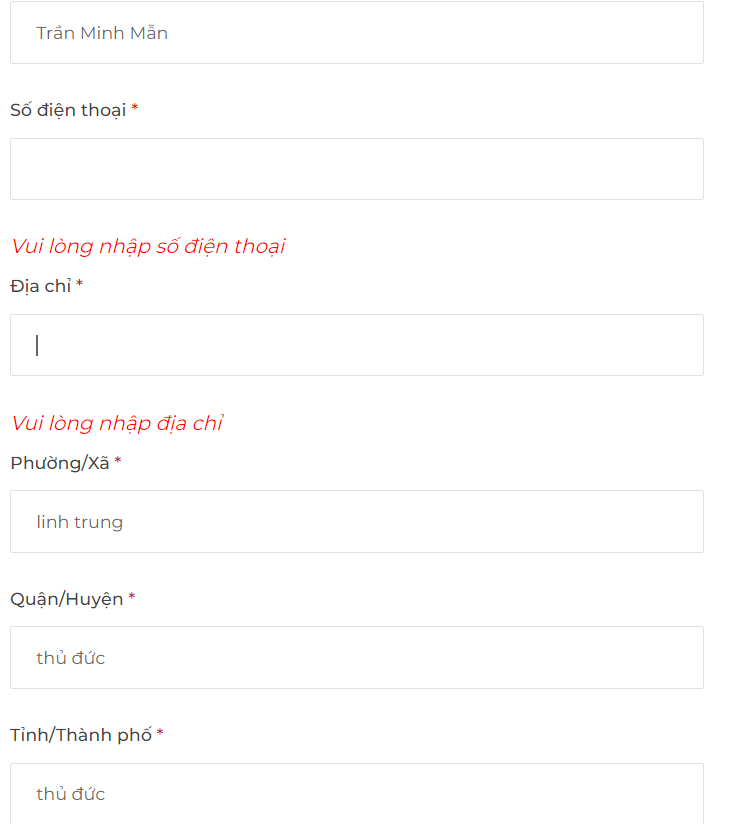 Trần Minh Mẫn
Số điện thoại *
Vui lòng nhập số điện thoại
Địa chỉ *
Vui lòng nhập địa chỉ
Phường/Xã *
linh trung
Quận/Huyện *
thủ đức
Tỉnh/Thành phố *
thủ đức